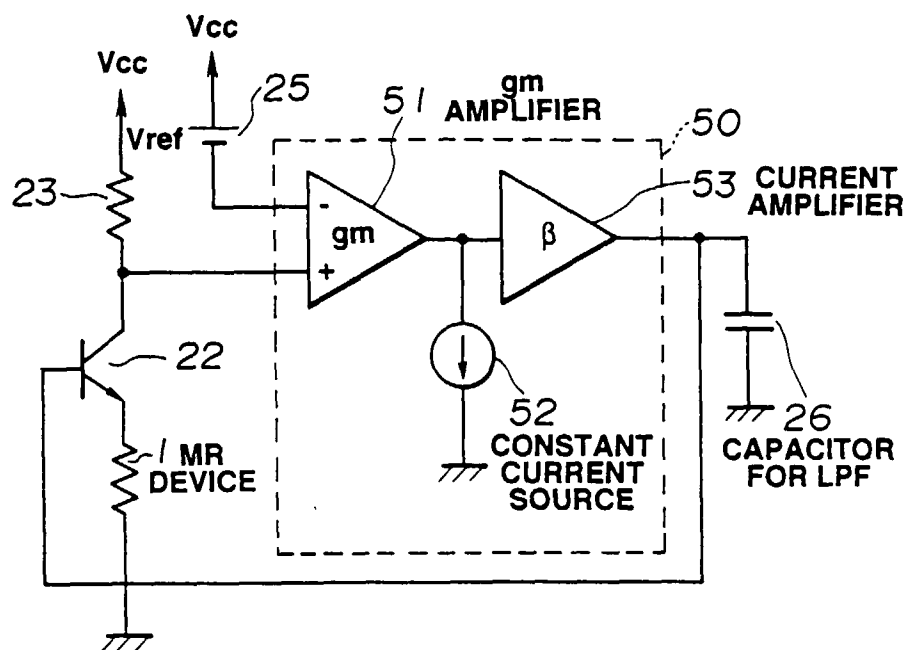 Vcc
Vcc
25
Vref
gm
AMPLIFIER
51
50
23
-
gm
+
β
53
CURRENT
AMPLIFIER
22
52
CONSTANT
CURRENT
SOURCE
26
CAPACITOR
FOR LPF
1 MR
DEVICE